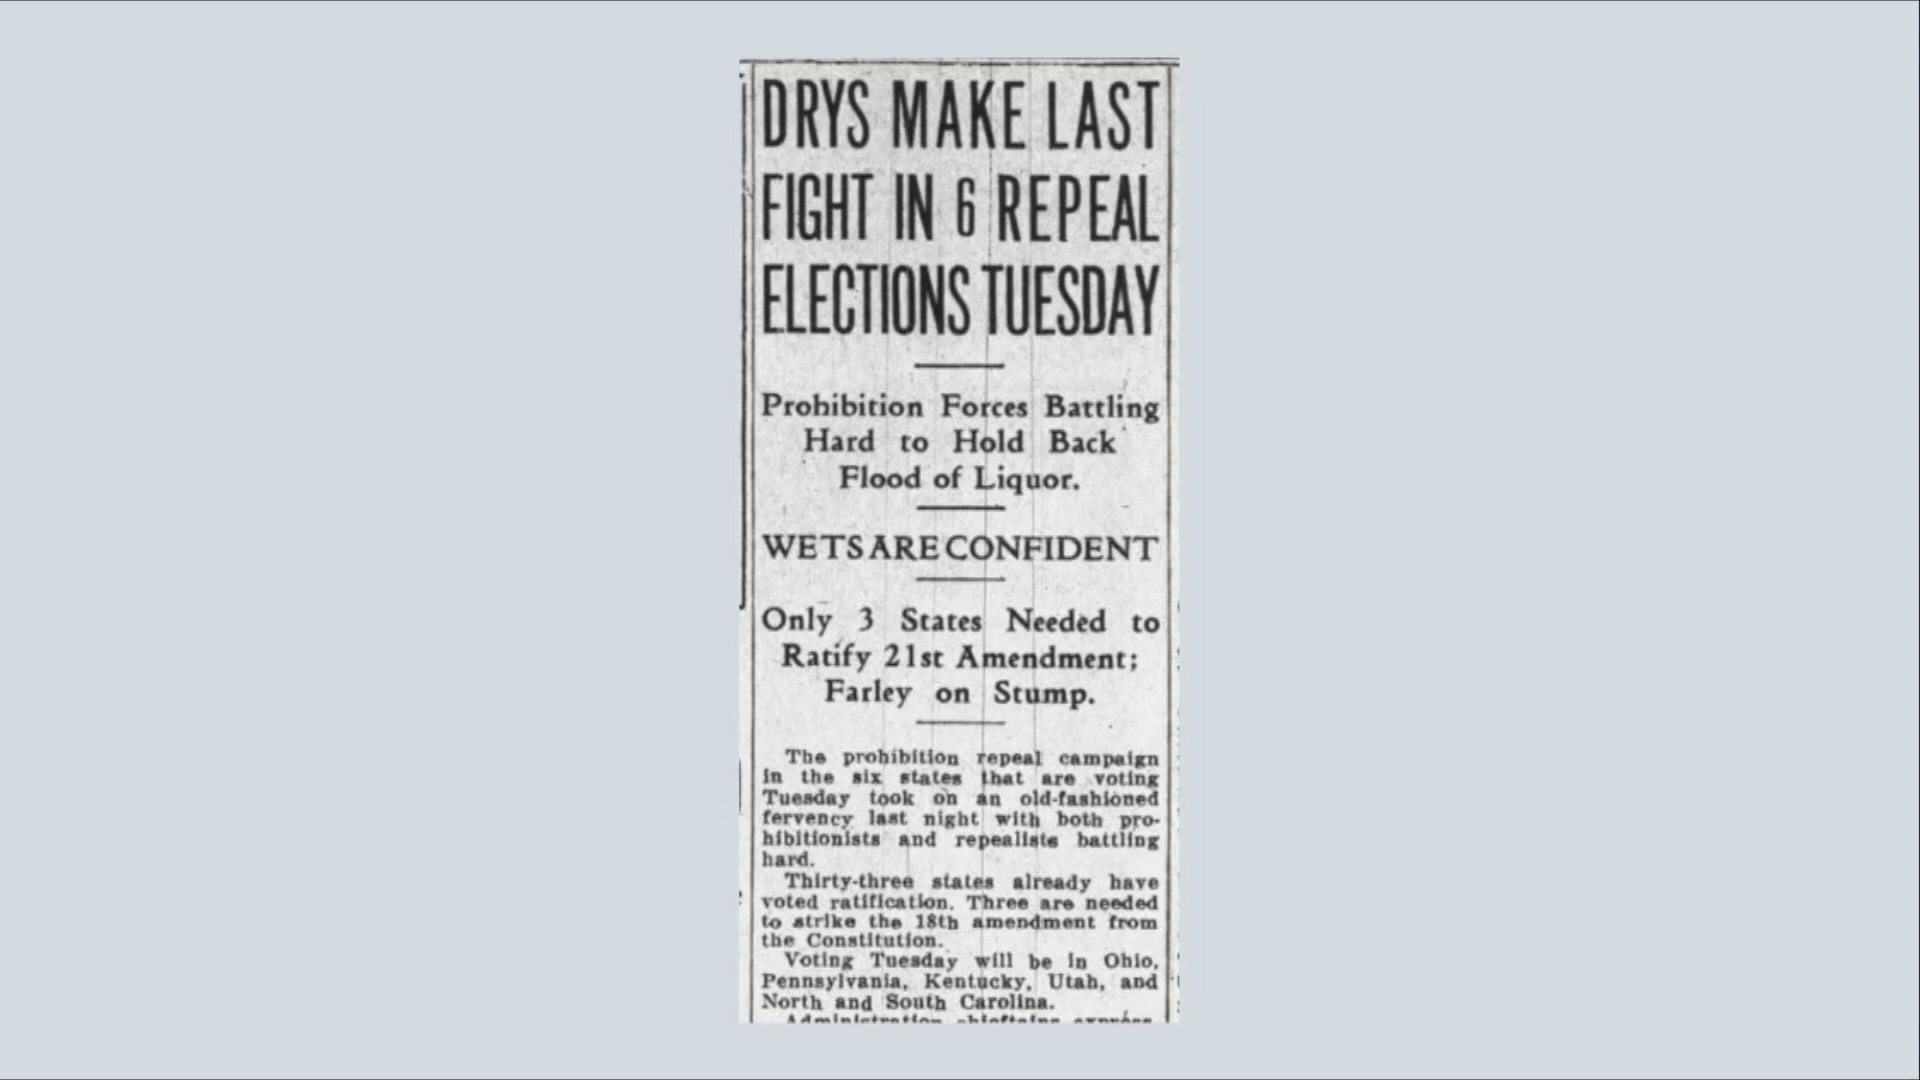 DRYS MAKE LAST
FIGHT IN 6 REPEAL
ELECTIONS TUESDAY
Prohibition Forces Battling
Hard to Hold Back
Flood of Liquor.
WETS ARE CONFIDENT
Only 3 States Needed to
Ratify 21st Amendment;
Farley on Stump.
The prohibition repeal campaign
in the six states that are voting
Tuesday took on an old-fashioned
fervency last night with both pro-
hibitionists and repealists battling
hard.
Thirty-three states already have
voted ratification. Three are needed
to strike the 18th amendment from
the Constitution.
Voting Tuesday will be in Ohio,
Pennsylvania, Kentucky, Utah, and
North and South Carolina.
Administration chieftains